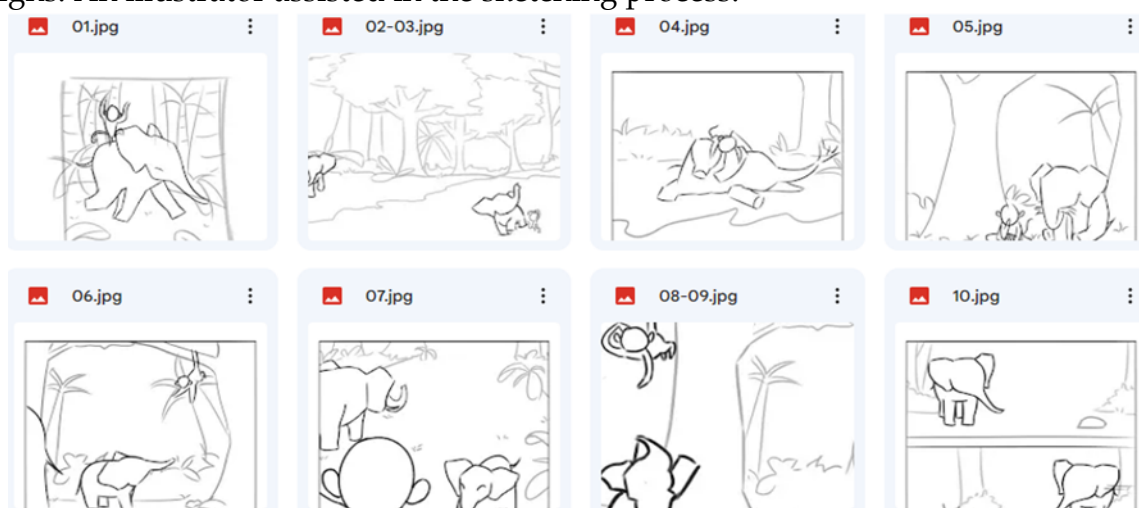 An illustrator assisted in the sketching process.
01.jpg
02-03.jpg
04.jpg
05.jpg
06.jpg
07.jpg
08-09.jpg
10.jpg